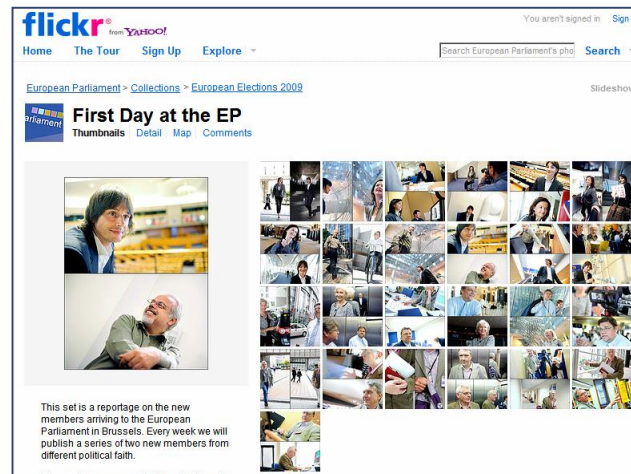 flickr from YAHOO!
You aren't signed in Sign
Home The Tour Sign Up Explore
Search European Parliament's pho Search
European Parliament > Collections > European Elections 2009
Slideshow
arliament
First Day at the EP
Thumbnails Detail Map Comments
This set is a reportage on the new
members arriving to the European
Parliament in Brussels. Every week we will
publish a series of two new members from
different political faith.